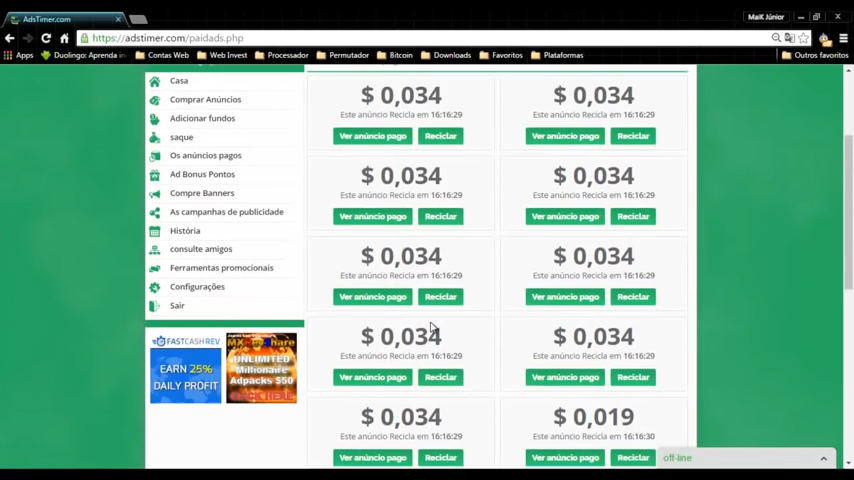 AdsTimer.com
MaiK Júnior
https://adstimer.com/paidads.php
Apps
Duolingo: Aprenda in
Contas Web
Web Invest
Processador
Permutador
Bitcoin
Downloads
Favoritos
Plataformas
Outros favoritos
Casa
Comprar Anúncios
Adicionar fundos
saque
Os anúncios pagos
Ad Bonus Pontos
Compre Banners
As campanhas de publicidade
História
consulte amigos
Ferramentas promocionais
Configurações
Sair
FASTCASHREV
EARN 25%
DAILY PROFIT
UNLIMITED
Millionaire
Adpacks $50
CLICK HERE
$ 0,034 $ 0,034
Este anúncio Recicla em 16:16:29 Este anúncio Recicla em 16:16:29
Ver anúncio pago Reciclar Ver anúncio pago Reciclar
$ 0,034 $ 0,034
Este anúncio Recicla em 16:16:29 Este anúncio Recicla em 16:16:29
Ver anúncio pago Reciclar Ver anúncio pago Reciclar
$ 0,034 $ 0,034
Este anúncio Recicla em 16:16:29 Este anúncio Recicla em 16:16:29
Ver anúncio pago Reciclar Ver anúncio pago Reciclar
$ 0,034 $ 0,034
Este anúncio Recicla em 16:16:29 Este anúncio Recicla em 16:16:29
Ver anúncio pago Reciclar Ver anúncio pago Reciclar
$ 0,034 $ 0,019
Este anúncio Recicla em 16:16:29 Este anúncio Recicla em 16:16:30
Ver anúncio pago Reciclar Ver anúncio pago Reciclar
off-line